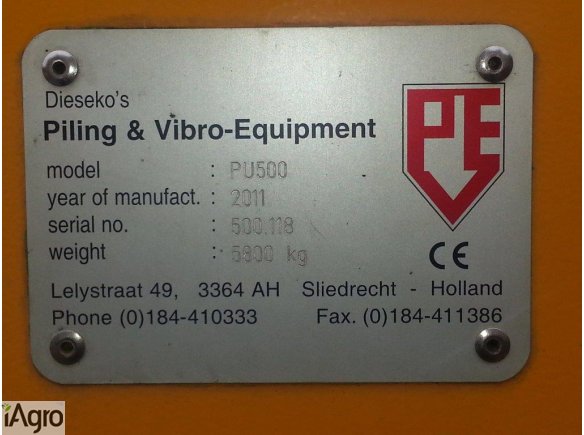 Dieseko's
Piling & Vibro-Equipment
PVE
model : PU500
year of manufact. : 2011
serial no. : 500.118
weight : 5800 kg
CE
Lelystraat 49, 3364 AH Sliedrecht - Holland
Phone (0)184-410333 Fax. (0)184-411386
iAgro